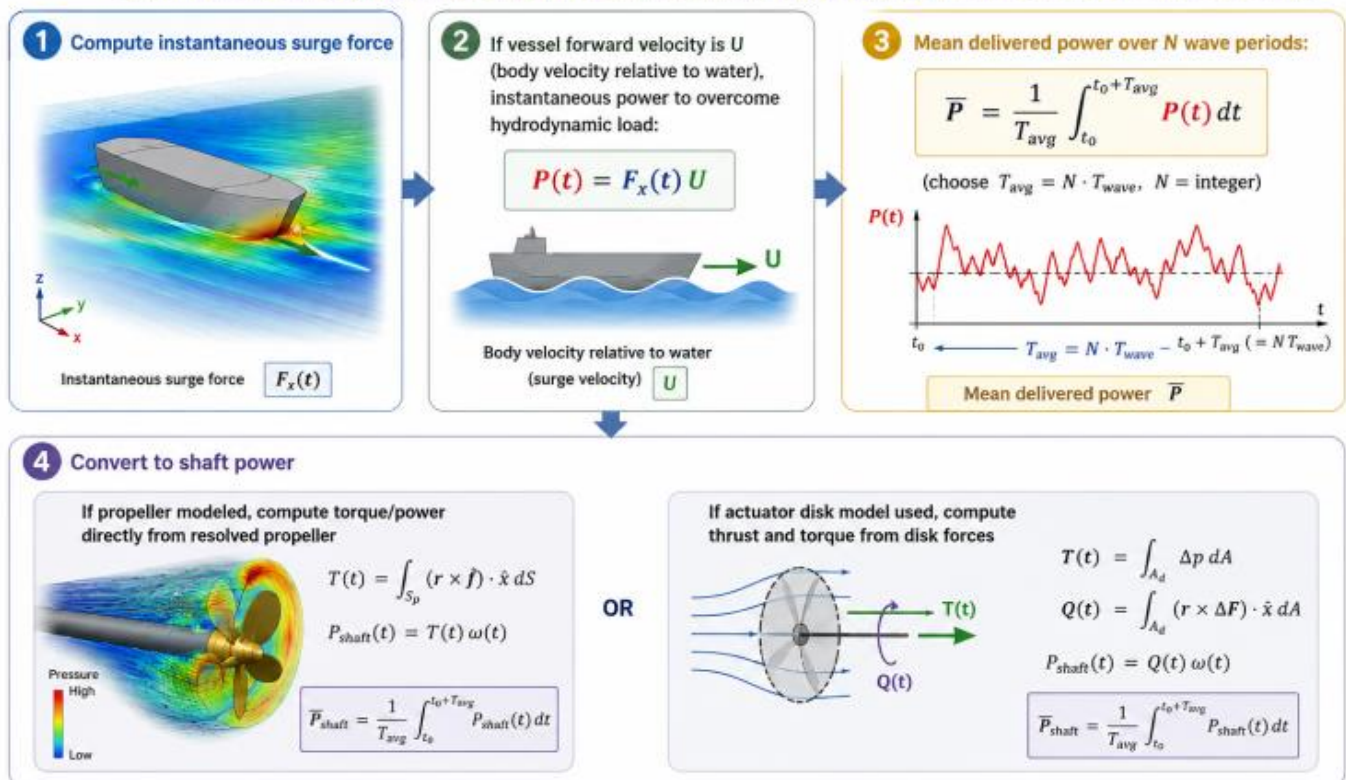 1 Compute instantaneous surge force
z
y
x
Instantaneous surge force F_x(t)
2 If vessel forward velocity is U
(body velocity relative to water),
instantaneous power to overcome
hydrodynamic load:
P(t) = F_x(t) U
U
Body velocity relative to water
(surge velocity) U
3 Mean delivered power over N wave periods:
P̅ = 1/T_avg ∫_{t_0}^{t_0+T_avg} P(t) dt
(choose T_avg = N · T_wave, N = integer)
P(t)
t
t_0 T_avg = N · T_wave – t_0 + T_avg (= N T_wave)
Mean delivered power P̅
4 Convert to shaft power
If propeller modeled, compute torque/power
directly from resolved propeller
T(t) = ∫_{S_p} (r × f̂) · x̂ dS
P_shaft(t) = T(t) ω(t)
Pressure
High
Low
P̅_shaft = 1/T_avg ∫_{t_0}^{t_0+T_avg} P_shaft(t) dt
OR
If actuator disk model used, compute
thrust and torque from disk forces
T(t)
Q(t)
T(t) = ∫_{A_d} Δp dA
Q(t) = ∫_{A_d} (r × ΔF) · x̂ dA
P_shaft(t) = Q(t) ω(t)
P̅_shaft = 1/T_avg ∫_{t_0}^{t_0+T_avg} P_shaft(t) dt